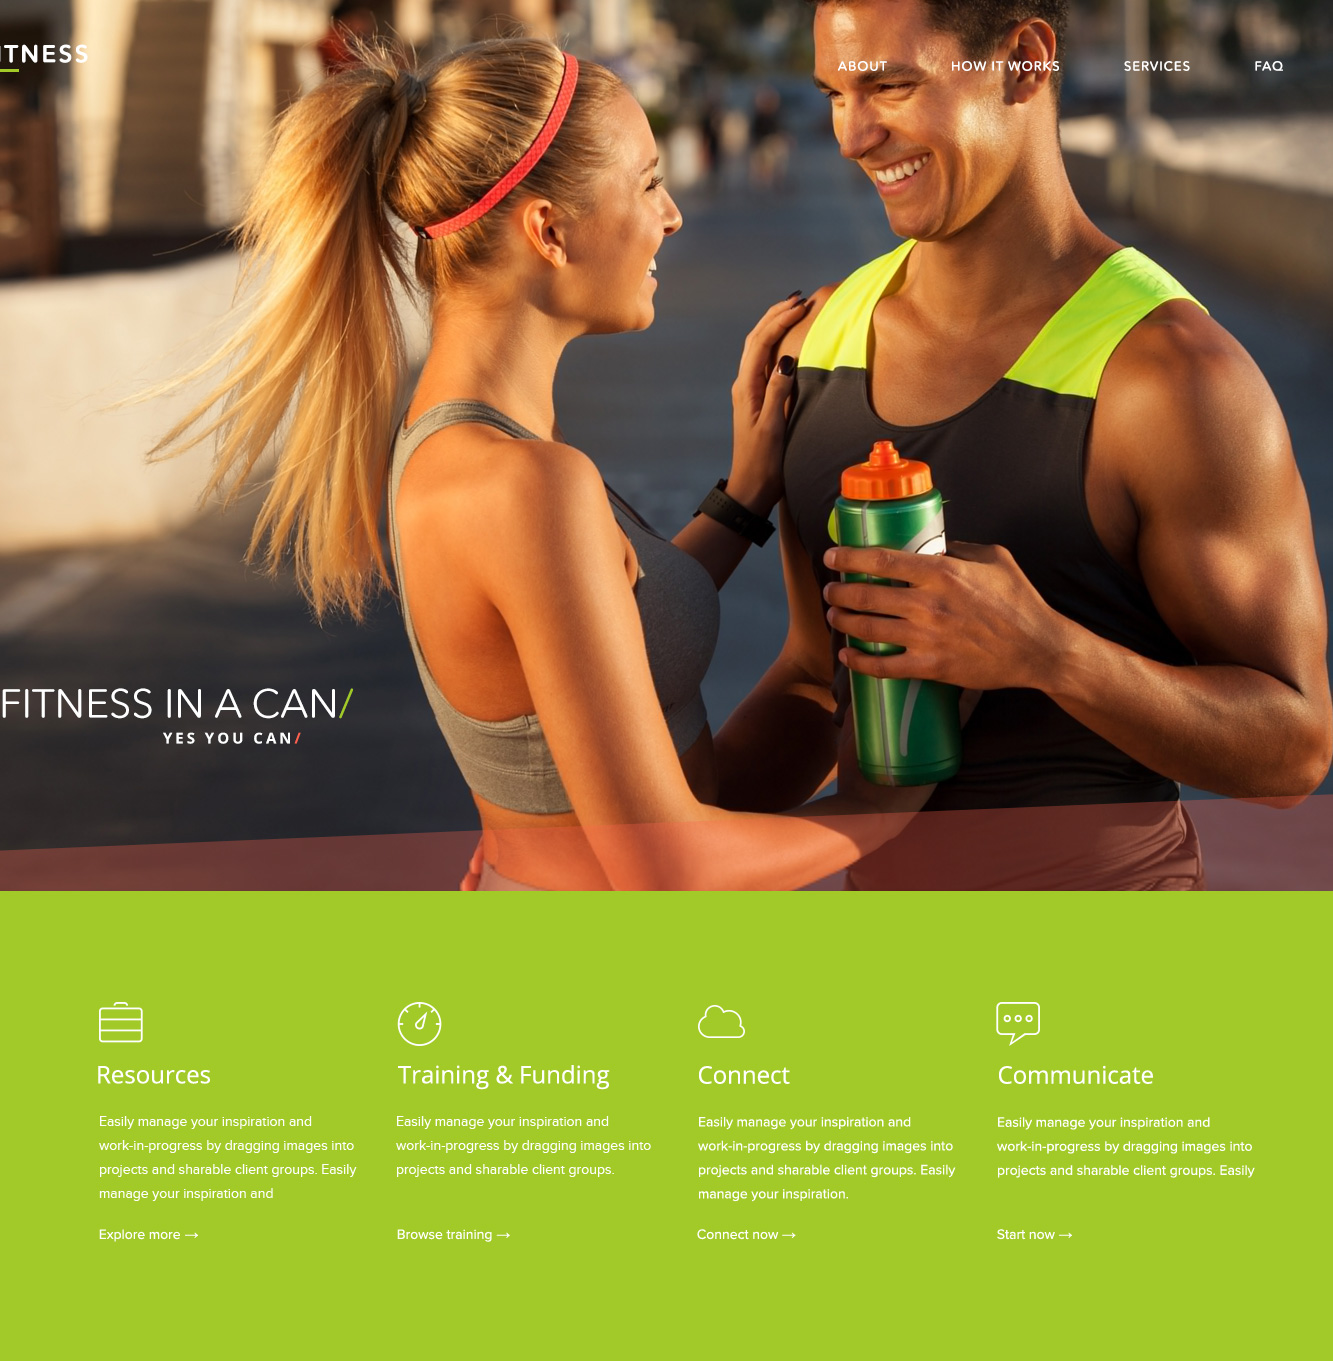 ITNESS
ABOUT HOW IT WORKS SERVICES FAQ
FITNESS IN A CAN/
YES YOU CAN/
Resources
Easily manage your inspiration and
work-in-progress by dragging images into
projects and sharable client groups. Easily
manage your inspiration and
Explore more →
Training & Funding
Easily manage your inspiration and
work-in-progress by dragging images into
projects and sharable client groups.
Browse training →
Connect
Easily manage your inspiration and
work-in-progress by dragging images into
projects and sharable client groups. Easily
manage your inspiration.
Connect now →
Communicate
Easily manage your inspiration and
work-in-progress by dragging images into
projects and sharable client groups. Easily
Start now →